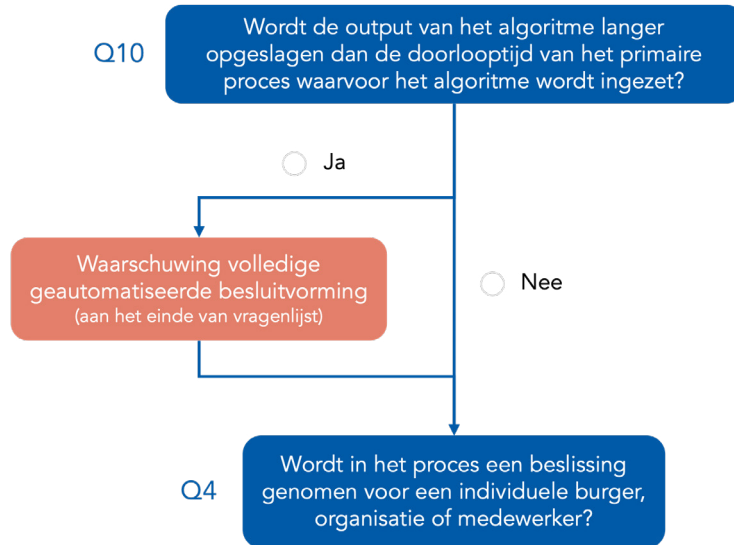 Q10
Wordt de output van het algoritme langer
opgeslagen dan de doorlooptijd van het primaire
proces waarvoor het algoritme wordt ingezet?
Ja
Waarschuwing volledige
geautomatiseerde besluitvorming
(aan het einde van vragenlijst)
Nee
Q4
Wordt in het proces een beslissing
genomen voor een individuele burger,
organisatie of medewerker?